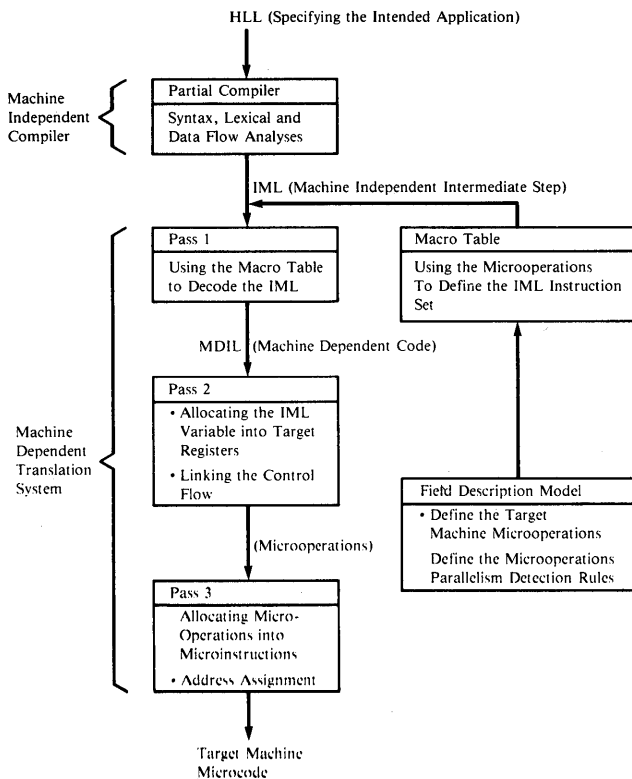 HLL (Specifying the Intended Application)
Partial Compiler
Syntax, Lexical and
Data Flow Analyses
Machine
Independent
Compiler
IML (Machine Independent Intermediate Step)
Pass 1
Using the Macro Table
to Decode the IML
Macro Table
Using the Microoperations
To Define the IML Instruction
Set
MDIL (Machine Dependent Code)
Pass 2
• Allocating the IML
Variable into Target
Registers
• Linking the Control
Flow
Machine
Dependent
Translation
System
Field Description Model
• Define the Target
Machine Microoperations
Define the Microoperations
Parallelism Detection Rules
(Microoperations)
Pass 3
Allocating Micro-
Operations into
Microinstructions
• Address Assignment
Target Machine
Microcode